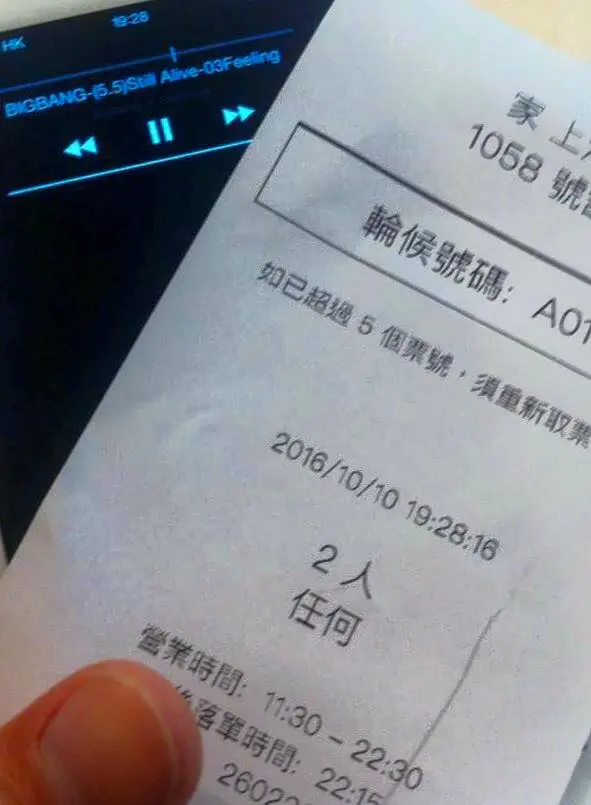 HK
19:28
BIGBANG-(5.5)Still Alive-03Feeling
家 上
1058 號
輪候號碼: A01
如已超過 5 個票號，須重新取票
2016/10/10 19:28:16
2 人
任何
營業時間: 11:30 - 22:30
後落單時間: 22:15
2602